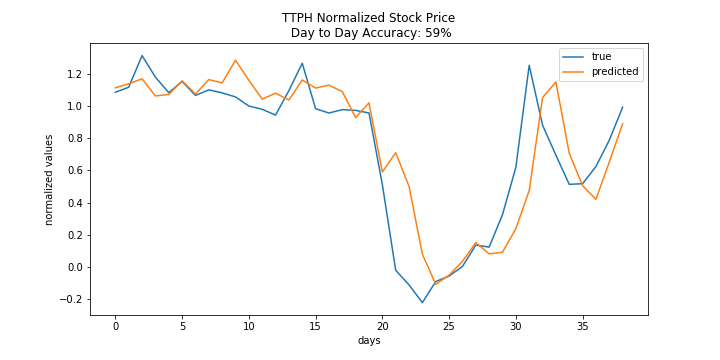 TTPH Normalized Stock Price
Day to Day Accuracy: 59%
true
predicted
normalized values
1.2
1.0
0.8
0.6
0.4
0.2
0.0
−0.2
0
5
10
15
20
25
30
35
days